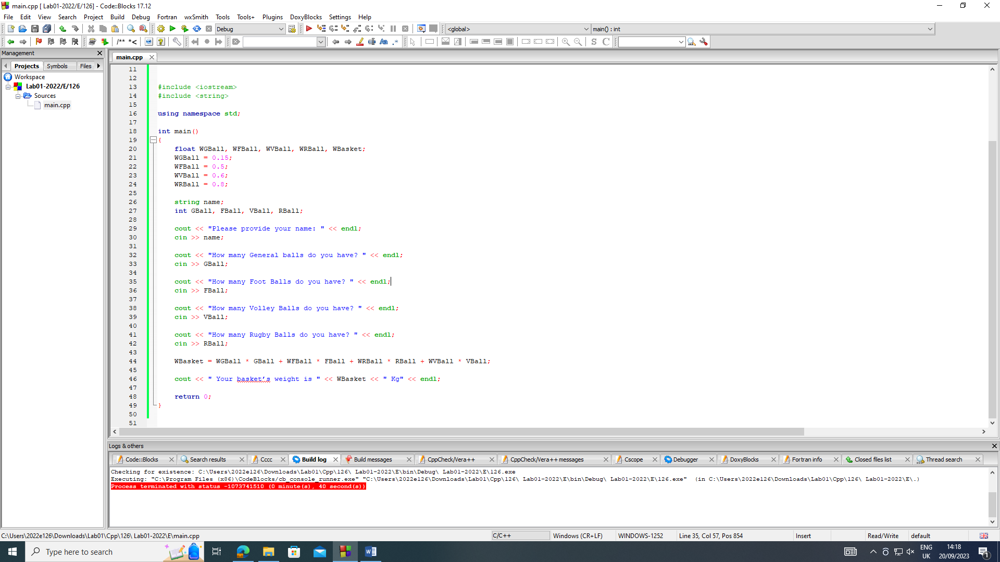 main.cpp [ Lab01-2022/E/126] - Code::Blocks 17.12
File Edit View Search Project Build Debug Fortran wxSmith Tools Tools+ Plugins DoxyBlocks Settings Help
Debug <global> main() : int
/** *< Aa .* S C
Management
Projects Symbols Files
Workspace
Lab01-2022/E/126
Sources
main.cpp
main.cpp
11
12
13 #include <iostream>
14 #include <string>
15
16 using namespace std;
17
18 int main()
19 {
20 float WGBall, WFBall, WVBall, WRBall, WBasket;
21 WGBall = 0.15;
22 WFBall = 0.5;
23 WVBall = 0.6;
24 WRBall = 0.8;
25
26 string name;
27 int GBall, FBall, VBall, RBall;
28
29 cout << "Please provide your name: " << endl;
30 cin >> name;
31
32 cout << "How many General balls do you have? " << endl;
33 cin >> GBall;
34
35 cout << "How many Foot Balls do you have? " << endl;
36 cin >> FBall;
37
38 cout << "How many Volley Balls do you have? " << endl;
39 cin >> VBall;
40
41 cout << "How many Rugby Balls do you have? " << endl;
42 cin >> RBall;
43
44 WBasket = WGBall * GBall + WFBall * FBall + WRBall * RBall + WVBall * VBall;
45
46 cout << " Your basket’s weight is " << WBasket << " Kg" << endl;
47
48 return 0;
49 }
50
51
Logs & others
Code::Blocks Search results Cccc Build log Build messages CppCheck/Vera++ CppCheck/Vera++ messages Cscope Debugger DoxyBlocks Fortran info Closed files list Thread search
Checking for existence: C:\Users\2022e126\Downloads\Lab01\Cpp\126\ Lab01-2022\E\bin\Debug\ Lab01-2022\E\126.exe
Executing: "C:\Program Files (x86)\CodeBlocks/cb_console_runner.exe" "C:\Users\2022e126\Downloads\Lab01\Cpp\126\ Lab01-2022\E\bin\Debug\ Lab01-2022\E\126.exe"  (in C:\Users\2022e126\Downloads\Lab01\Cpp\126\ Lab01-2022\E\.)
Process terminated with status -1073741510 (0 minute(s), 40 second(s))
C:\Users\2022e126\Downloads\Lab01\Cpp\126\ Lab01-2022\E\main.cpp C/C++ Windows (CR+LF) WINDOWS-1252 Line 35, Col 57, Pos 854 Insert Read/Write default
Type here to search
ENG
UK
14:18
20/09/2023
1